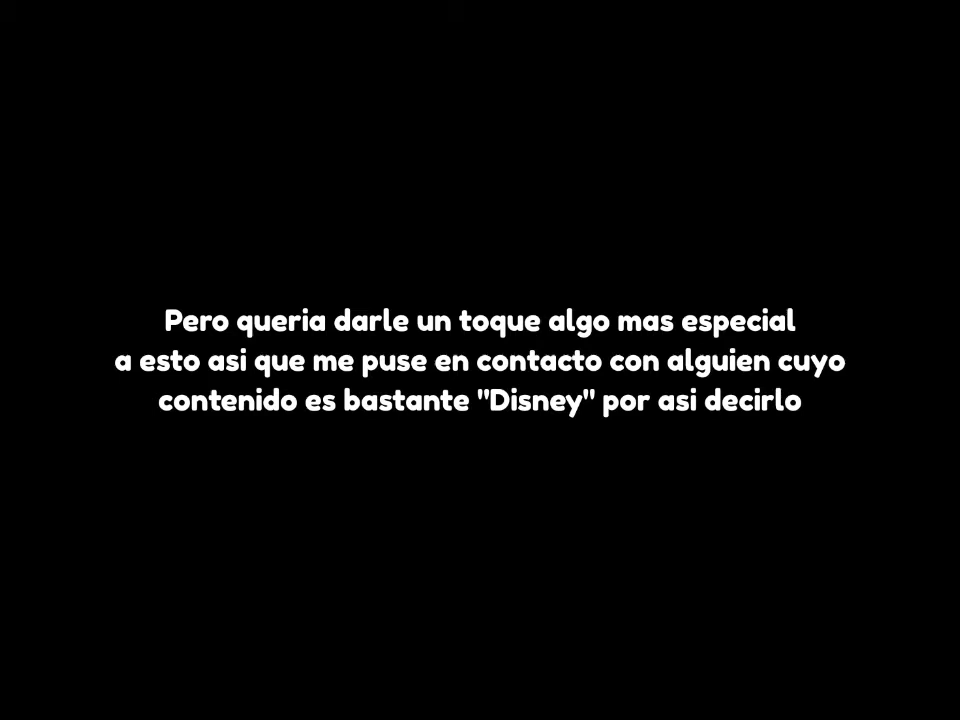 Pero queria darle un toque algo mas especial
a esto asi que me puse en contacto con alguien cuyo
contenido es bastante "Disney" por asi decirlo